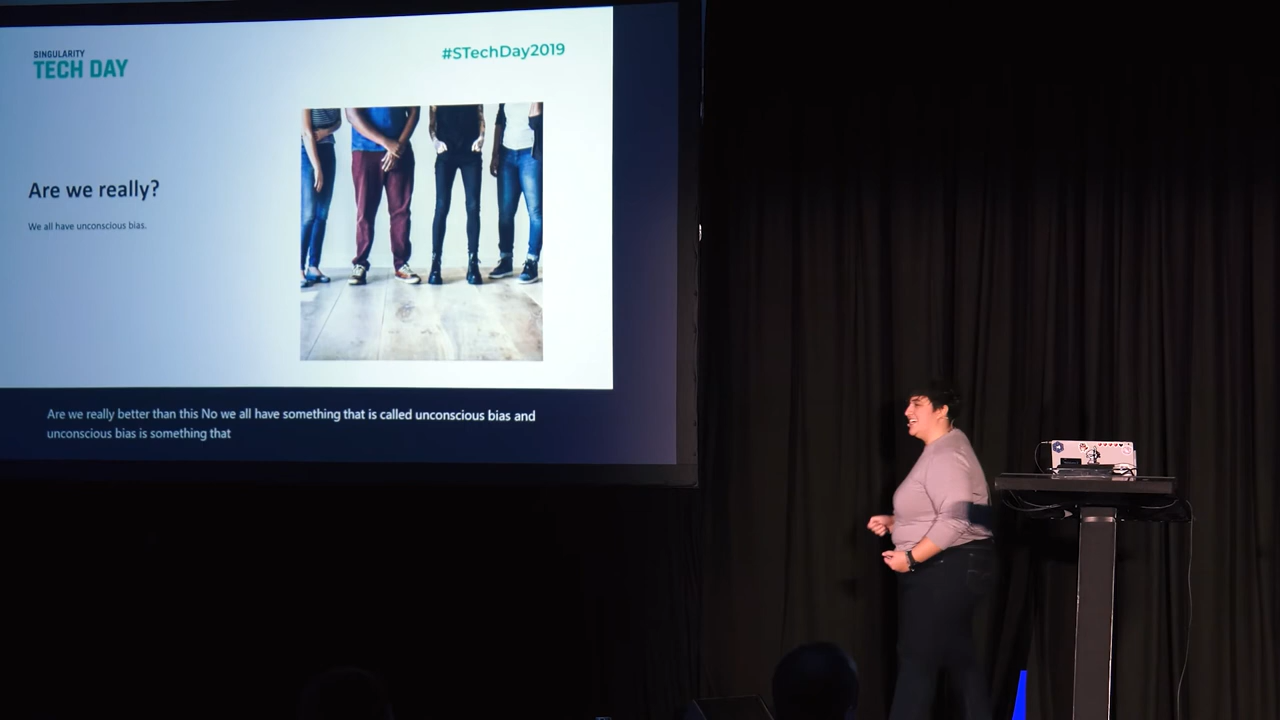 SINGULARITY
TECH DAY
#STechDay2019
Are we really?
We all have unconscious bias.
Are we really better than this No we all have something that is called unconscious bias and
unconscious bias is something that